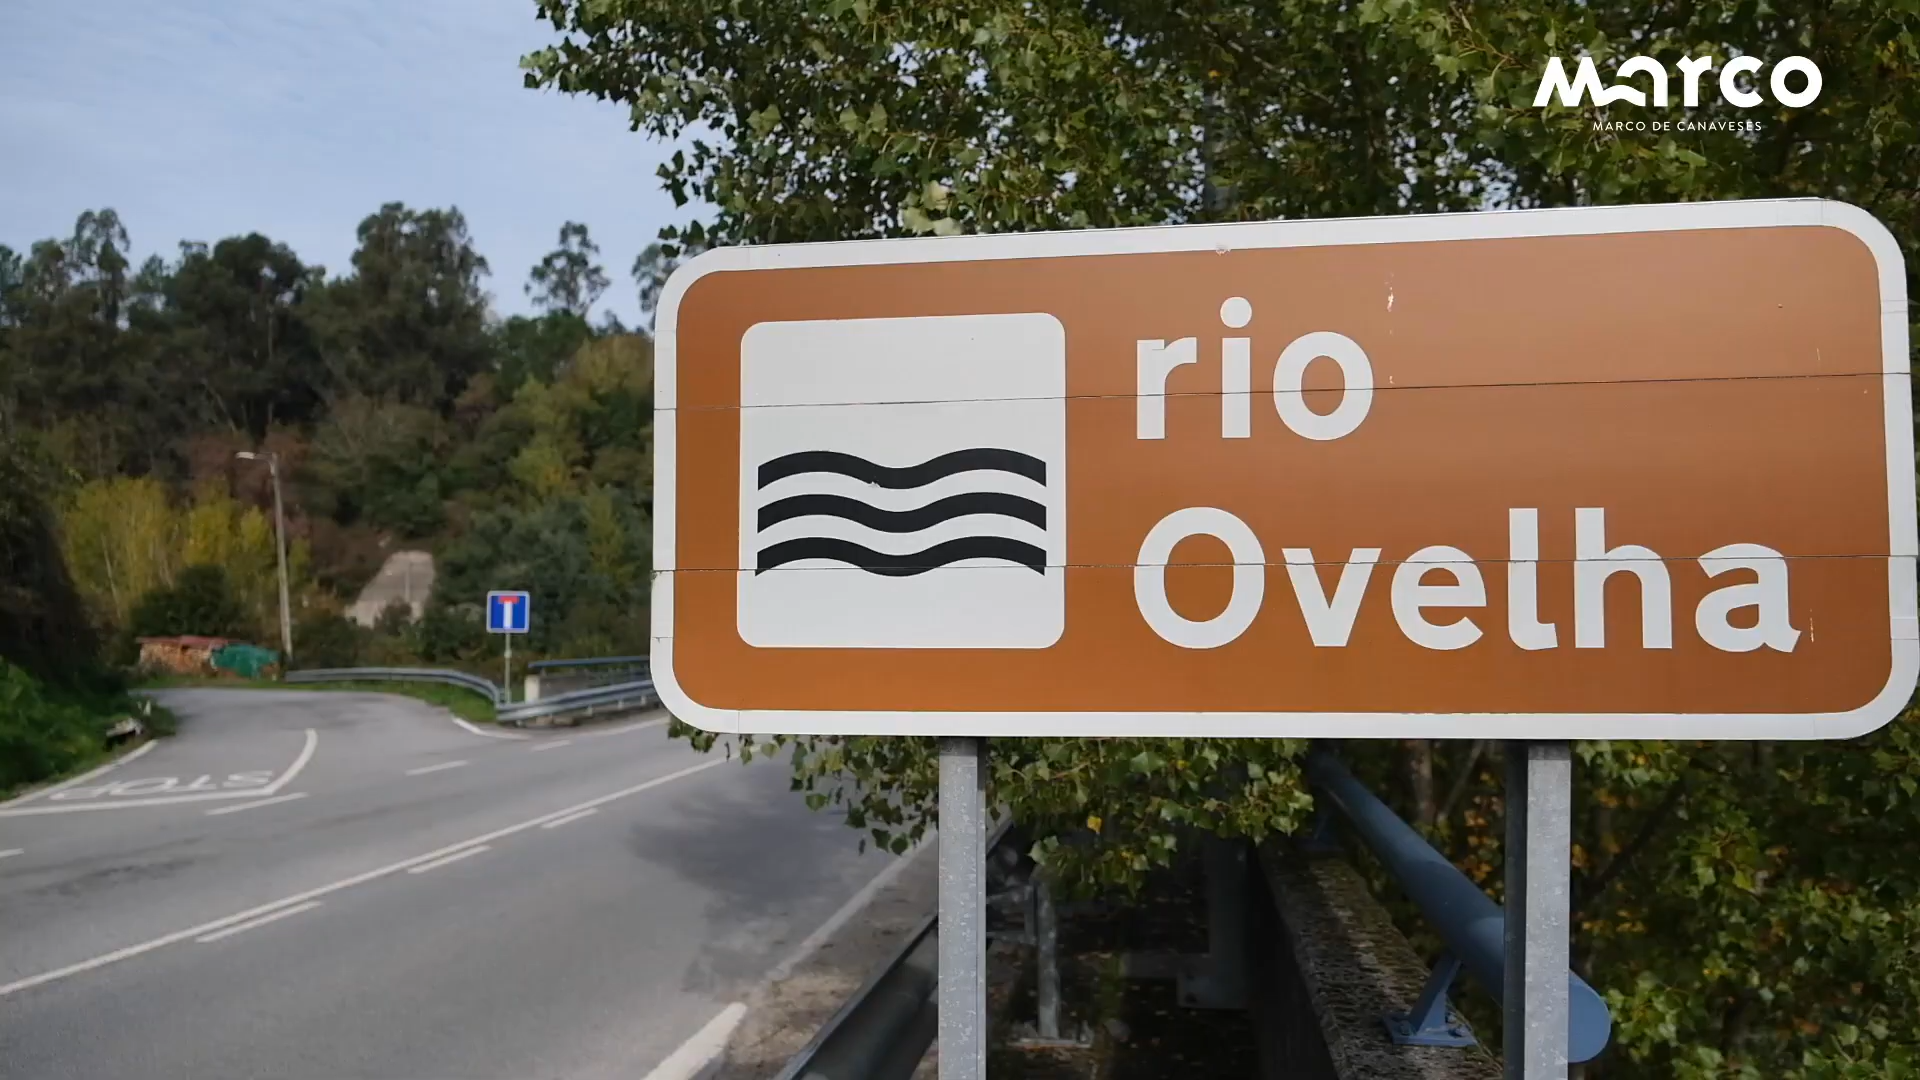 marco
MARCO DE CANAVESES
rio
Ovelha
STOP